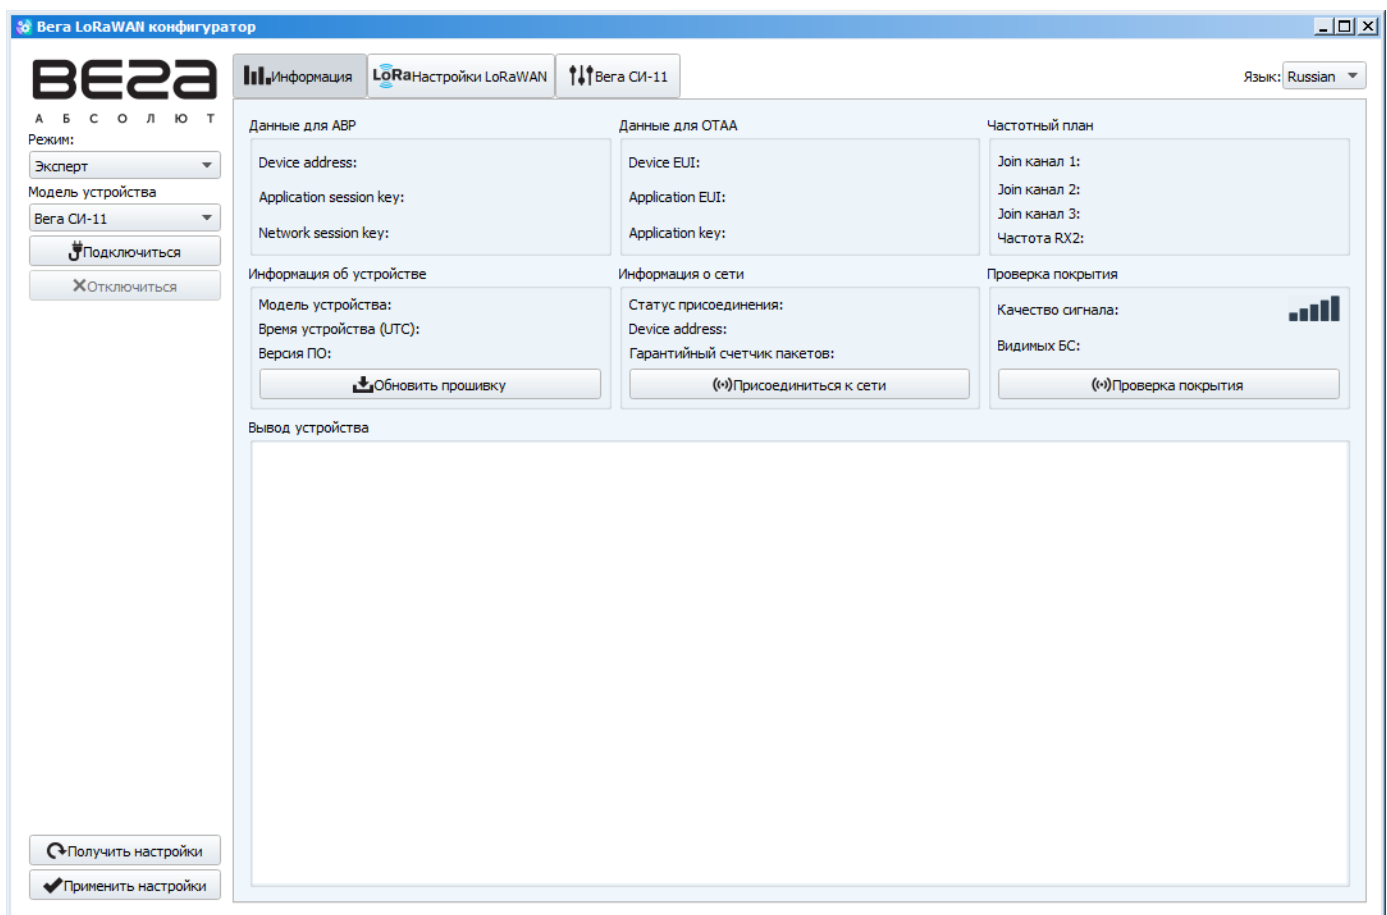 Вега LoRaWAN конфигуратор
ВЕГА
АБСОЛЮТ
Режим:
Эксперт
Модель устройства
Вега СИ-11
Подключиться
Отключиться
Получить настройки
Применить настройки
Информация
LoRa Настройки LoRaWAN
Вега СИ-11
Язык: Russian
Данные для ABP
Device address:
Application session key:
Network session key:
Данные для OTAA
Device EUI:
Application EUI:
Application key:
Частотный план
Join канал 1:
Join канал 2:
Join канал 3:
Частота RX2:
Информация об устройстве
Модель устройства:
Время устройства (UTC):
Версия ПО:
Обновить прошивку
Информация о сети
Статус присоединения:
Device address:
Гарантийный счетчик пакетов:
Присоединиться к сети
Проверка покрытия
Качество сигнала:
Видимых БС:
Проверка покрытия
Вывод устройства